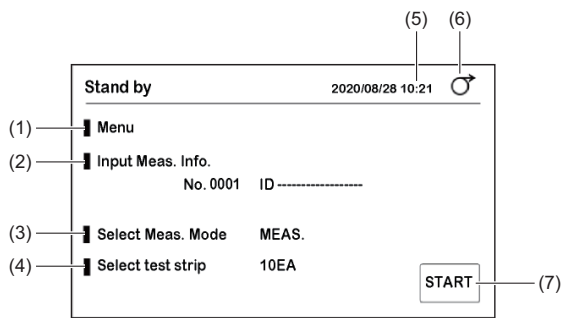 (5) (6)
Stand by 2020/08/28 10:21
(1) Menu
(2) Input Meas. Info.
No. 0001 ID ------------------
(3) Select Meas. Mode MEAS.
(4) Select test strip 10EA
START (7)